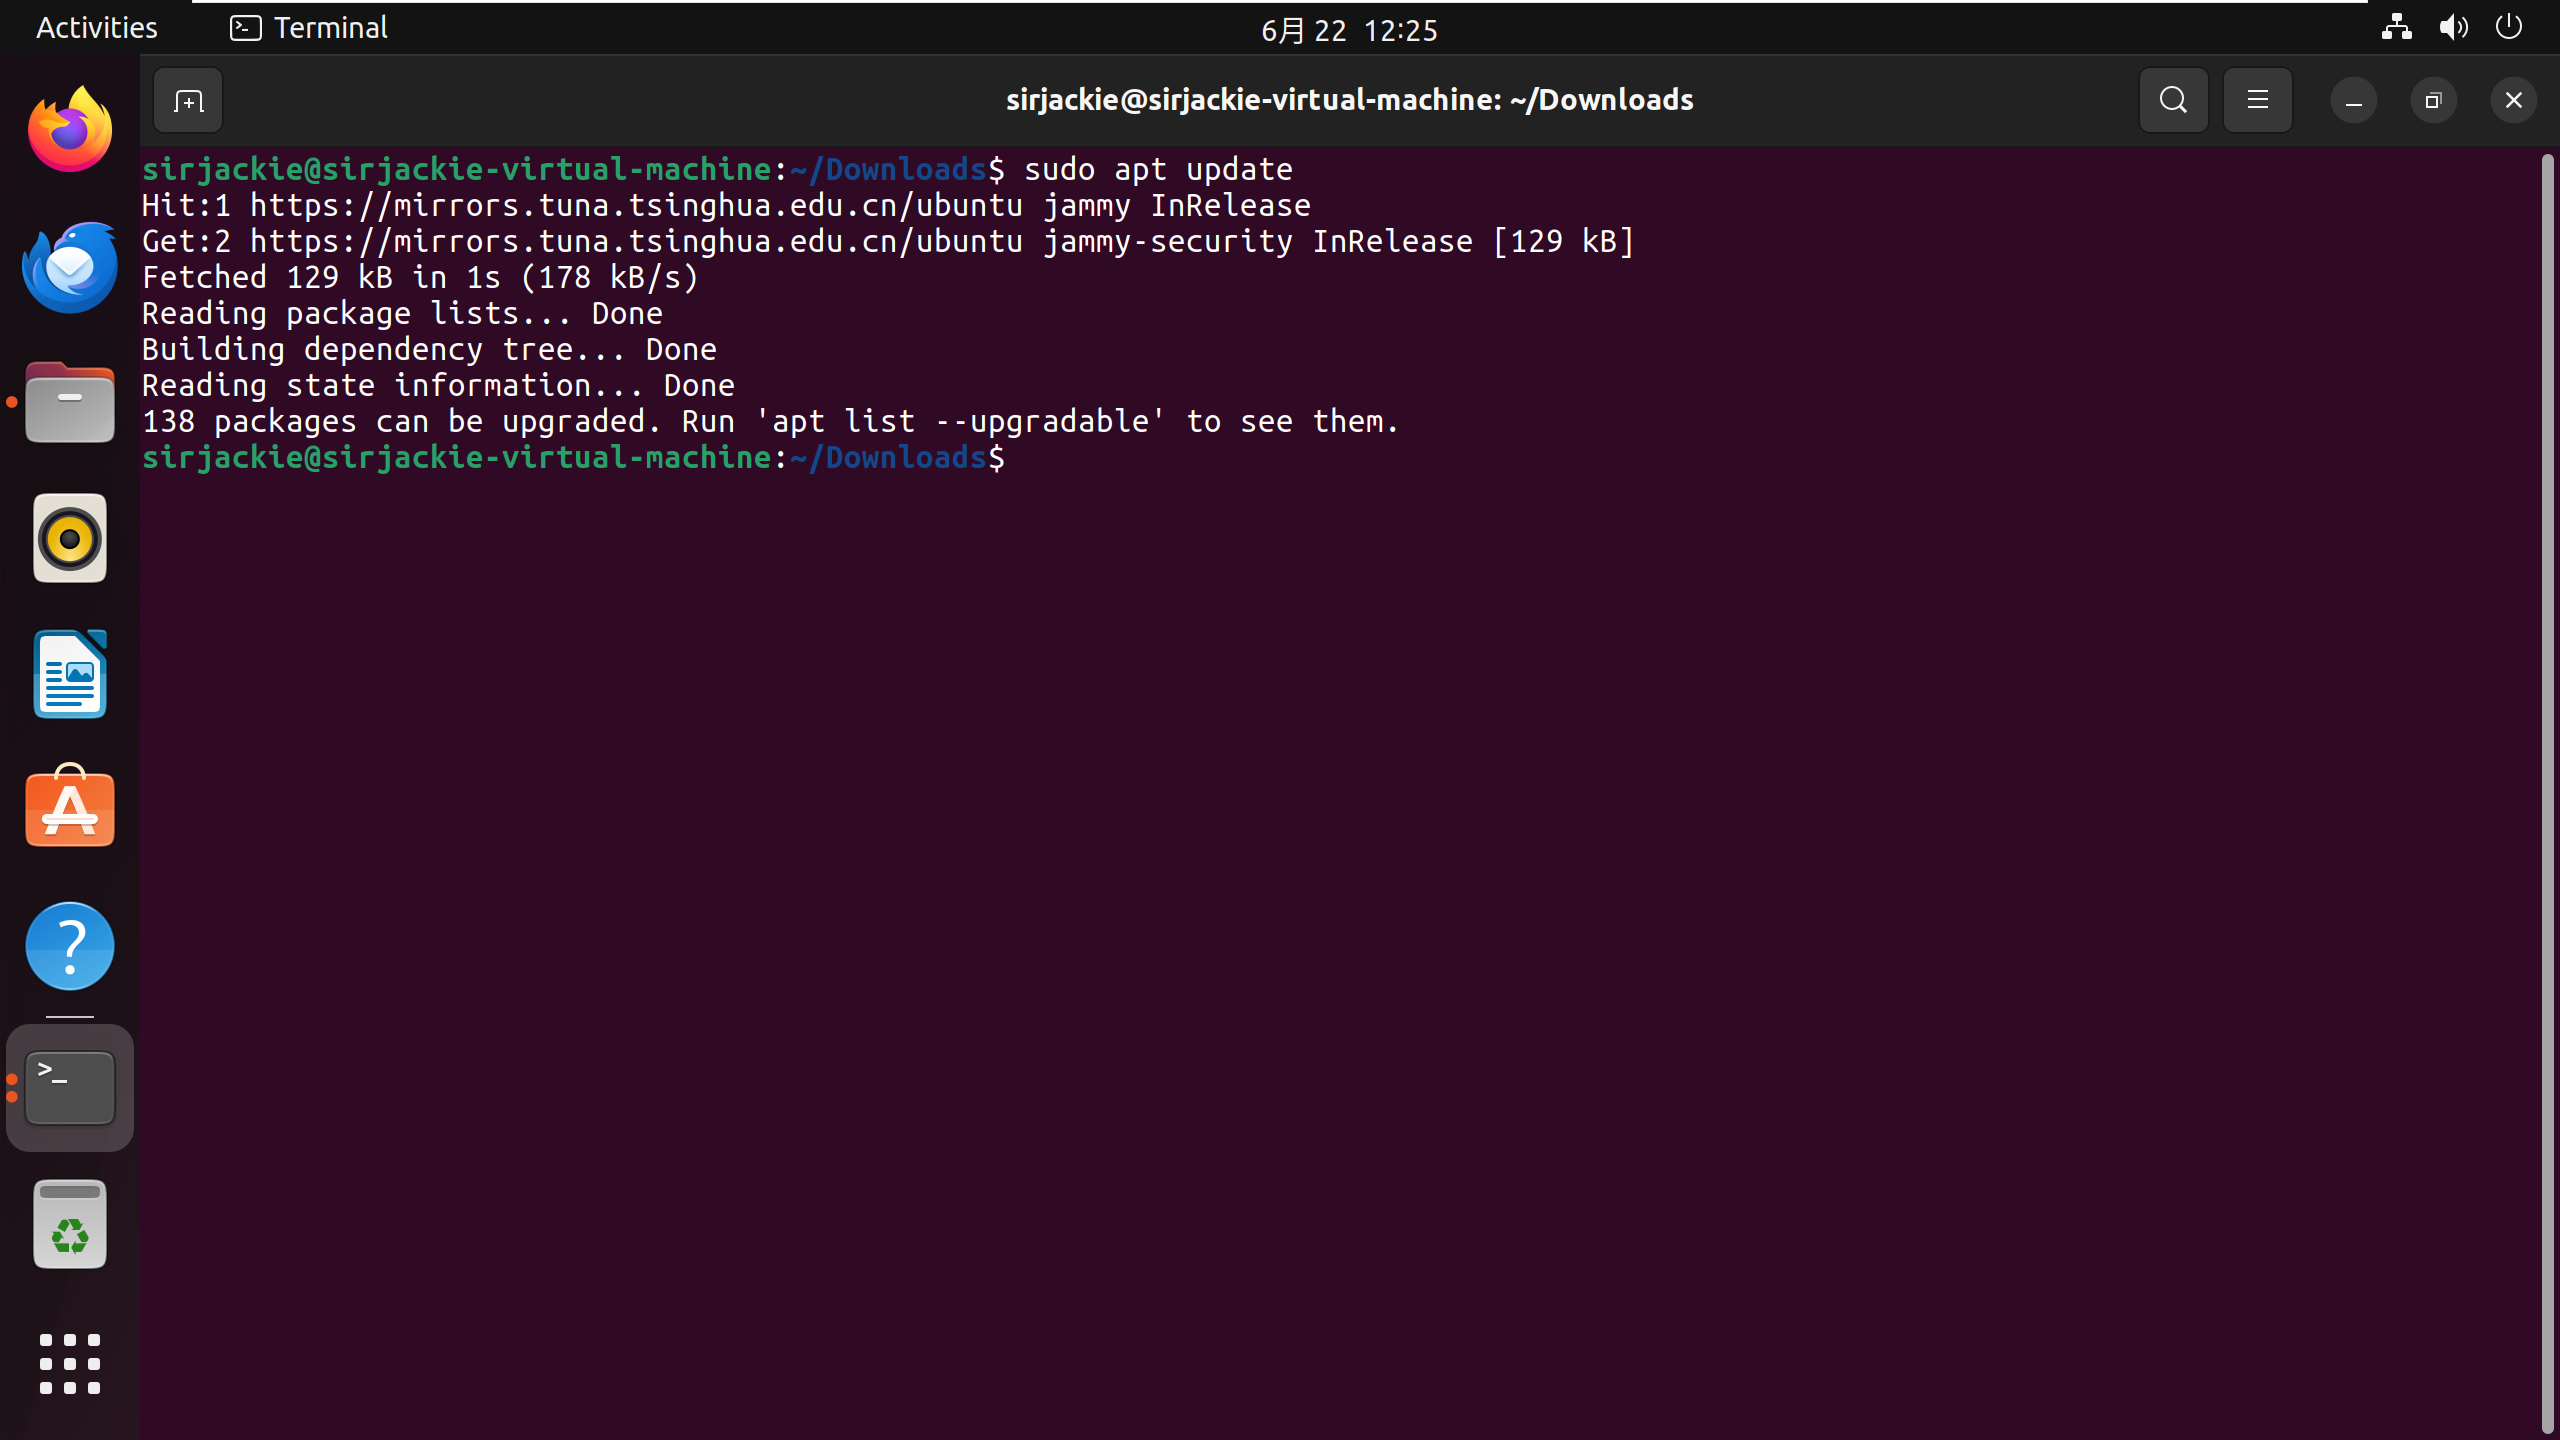 Activities
Terminal
6月 22 12:25
sirjackie@sirjackie-virtual-machine: ~/Downloads
sirjackie@sirjackie-virtual-machine:~/Downloads$ sudo apt update
Hit:1 https://mirrors.tuna.tsinghua.edu.cn/ubuntu jammy InRelease
Get:2 https://mirrors.tuna.tsinghua.edu.cn/ubuntu jammy-security InRelease [129 kB]
Fetched 129 kB in 1s (178 kB/s)
Reading package lists... Done
Building dependency tree... Done
Reading state information... Done
138 packages can be upgraded. Run 'apt list --upgradable' to see them.
sirjackie@sirjackie-virtual-machine:~/Downloads$